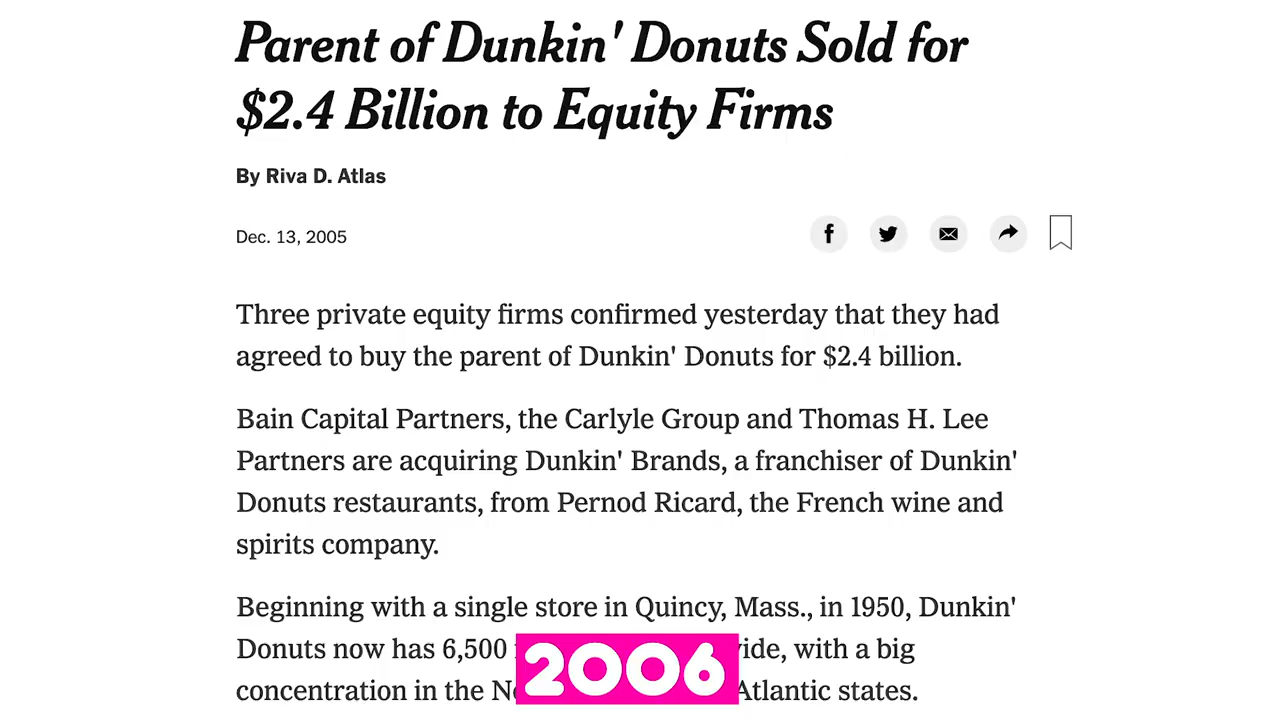 Parent of Dunkin' Donuts Sold for
$2.4 Billion to Equity Firms
By Riva D. Atlas
Dec. 13, 2005
Three private equity firms confirmed yesterday that they had
agreed to buy the parent of Dunkin' Donuts for $2.4 billion.
Bain Capital Partners, the Carlyle Group and Thomas H. Lee
Partners are acquiring Dunkin' Brands, a franchiser of Dunkin'
Donuts restaurants, from Pernod Ricard, the French wine and
spirits company.
Beginning with a single store in Quincy, Mass., in 1950, Dunkin'
Donuts now has 6,500 with a big
concentration in the Atlantic states.
2006